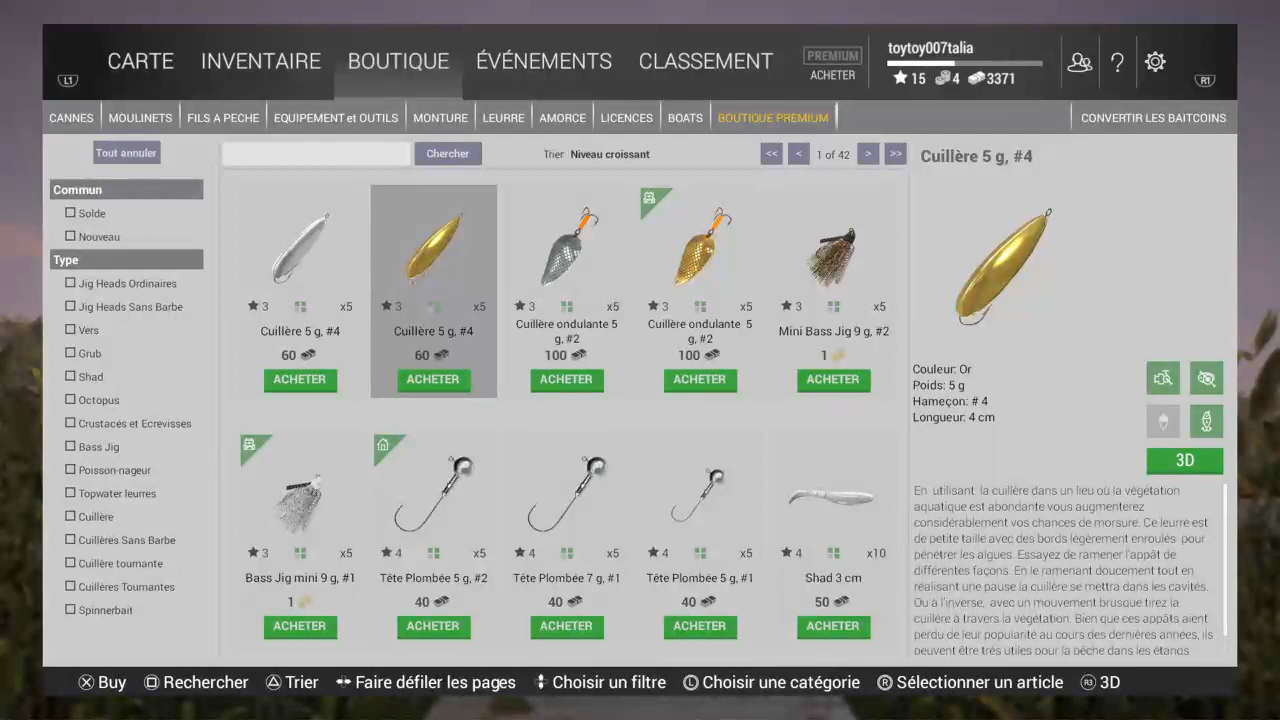 CARTE INVENTAIRE BOUTIQUE ÉVÉNEMENTS CLASSEMENT
PREMIUM
ACHETER
toytoy007talia
15 4 3371
?
L1
R1
CANNES MOULINETS FILS A PECHE EQUIPEMENT et OUTILS MONTURE LEURRE AMORCE LICENCES BOATS BOUTIQUE PREMIUM CONVERTIR LES BAITCOINS
Tout annuler
Chercher
Trier Niveau croissant
<< < 1 of 42 > >>
Commun
Solde
Nouveau
Type
Jig Heads Ordinaires
Jig Heads Sans Barbe
Vers
Grub
Shad
Octopus
Crustacés et Ecrevisses
Bass Jig
Poisson-nageur
Topwater leurres
Cuillère
Cuillères Sans Barbe
Cuillère tournante
Cuillères Tournantes
Spinnerbait
3 x5
Cuillère 5 g, #4
60
ACHETER
3 x5
Cuillère 5 g, #4
60
ACHETER
3 x5
Cuillère ondulante 5
g, #2
100
ACHETER
3 x5
Cuillère ondulante 5
g, #2
100
ACHETER
3 x5
Mini Bass Jig 9 g, #2
1
ACHETER
3 x5
Bass Jig mini 9 g, #1
1
ACHETER
4 x5
Tête Plombée 5 g, #2
40
ACHETER
4 x5
Tête Plombée 7 g, #1
40
ACHETER
4 x5
Tête Plombée 5 g, #1
40
ACHETER
4 x10
Shad 3 cm
50
ACHETER
Cuillère 5 g, #4
Couleur: Or
Poids: 5 g
Hameçon: # 4
Longueur: 4 cm
3D
En utilisant la cuillère dans un lieu où la végétation
aquatique est abondante vous augmenterez
considérablement vos chances de morsure. Ce leurre est
de petite taille avec des bords légèrement enroulés pour
pénétrer les algues. Essayez de ramener l'appât de
différentes façons. En le ramenant doucement tout en
réalisant une pause la cuillère se mettra dans les cavités.
Ou à l'inverse, avec un mouvement brusque tirez la
cuillère à travers la végétation. Bien que ces appâts aient
perdu de leur popularité au cours des dernières années, ils
peuvent être très utiles pour la pêche dans les étangs
Buy Rechercher Trier Faire défiler les pages Choisir un filtre L Choisir une catégorie R Sélectionner un article R3 3D